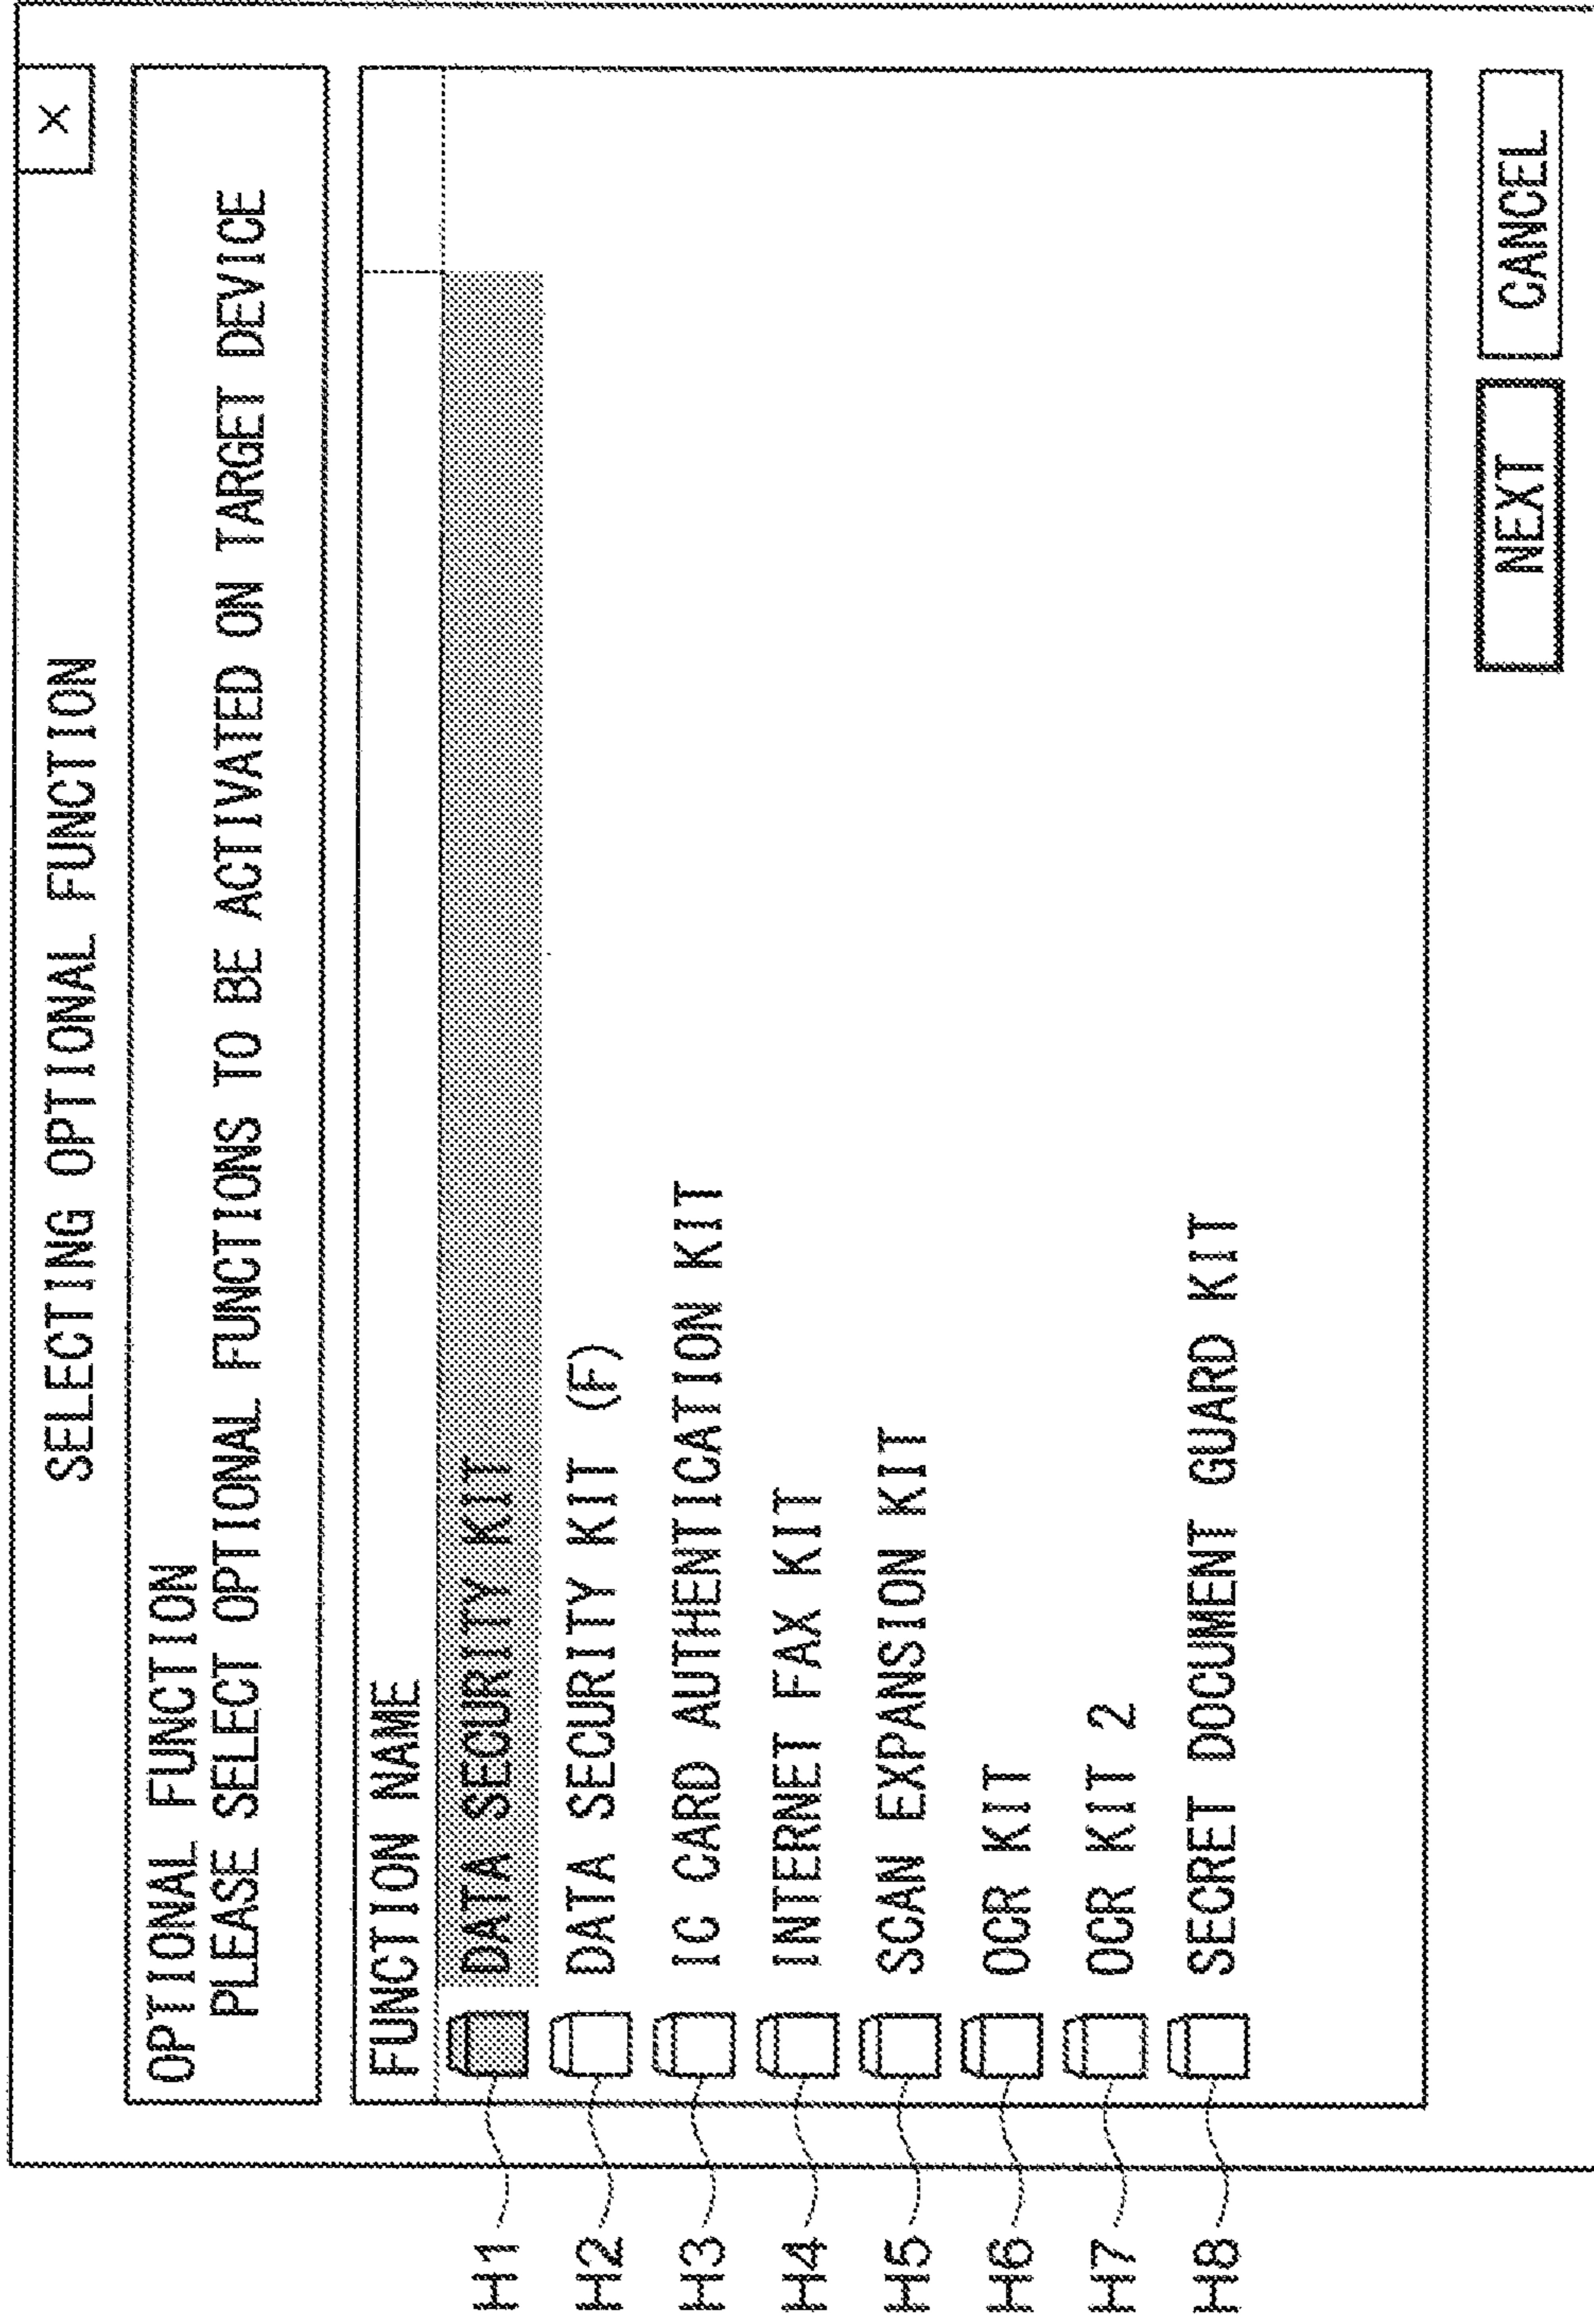 SELECTING OPTIONAL FUNCTION
X
OPTIONAL FUNCTION
PLEASE SELECT OPTIONAL FUNCTIONS TO BE ACTIVATED ON TARGET DEVICE
FUNCTION NAME
H1 DATA SECURITY KIT
H2 DATA SECURITY KIT (F)
H3 IC CARD AUTHENTICATION KIT
H4 INTERNET FAX KIT
H5 SCAN EXPANSION KIT
H6 OCR KIT
H7 OCR KIT 2
H8 SECRET DOCUMENT GUARD KIT
NEXT CANCEL